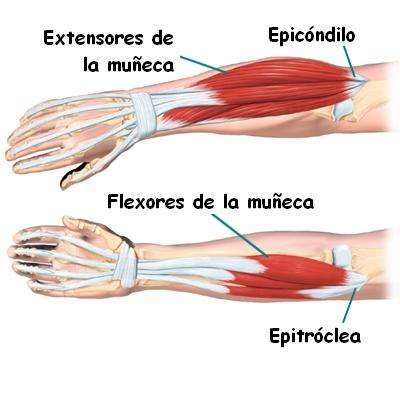 Extensores de
la muñeca
Epicóndilo
Flexores de la muñeca
Epitróclea